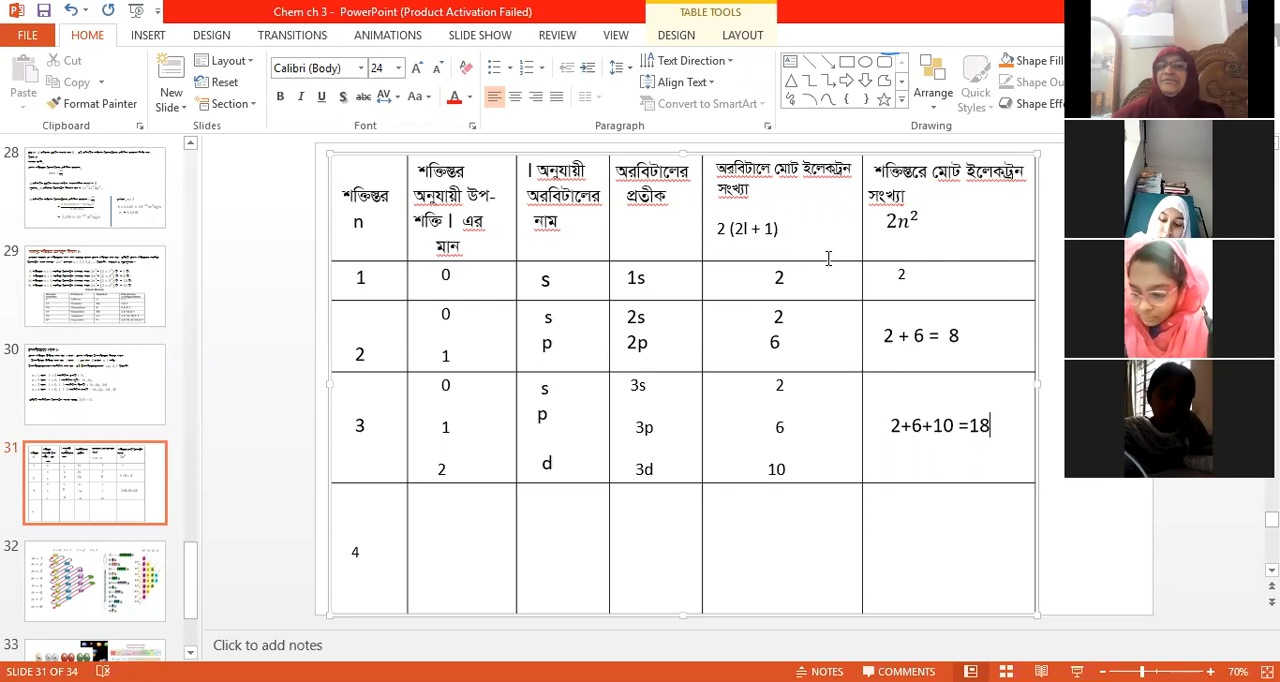 Chem ch 3 - PowerPoint (Product Activation Failed)
TABLE TOOLS
FILE HOME INSERT DESIGN TRANSITIONS ANIMATIONS SLIDE SHOW REVIEW VIEW DESIGN LAYOUT
Paste
Cut
Copy
Format Painter
Clipboard
New Slide
Layout
Reset
Section
Slides
Calibri (Body) 24
B I U S abc AV Aa A
Font
Text Direction
Align Text
Convert to SmartArt
Paragraph
Arrange
Quick Styles
Shape Fill
Shape Ou
Shape Effe
Drawing
28
29
30
31
32
33
শক্তিস্তর
n
শক্তিস্তর
অনুযায়ী উপ-
শক্তি l এর
মান
l অনুযায়ী
অরবিটালের
নাম
অরবিটালের
প্রতীক
অরবিটালে মোট ইলেকট্রন
সংখ্যা
2 (2l + 1)
শক্তিস্তরে মোট ইলেকট্রন
সংখ্যা
2n²
1 0 s 1s 2 2
2
0 s 2s 2
1 p 2p 6
2 + 6 = 8
3
0 s 3s 2
1 p 3p 6
2 d 3d 10
2+6+10 =18
4
Click to add notes
SLIDE 31 OF 34 NOTES COMMENTS 70%